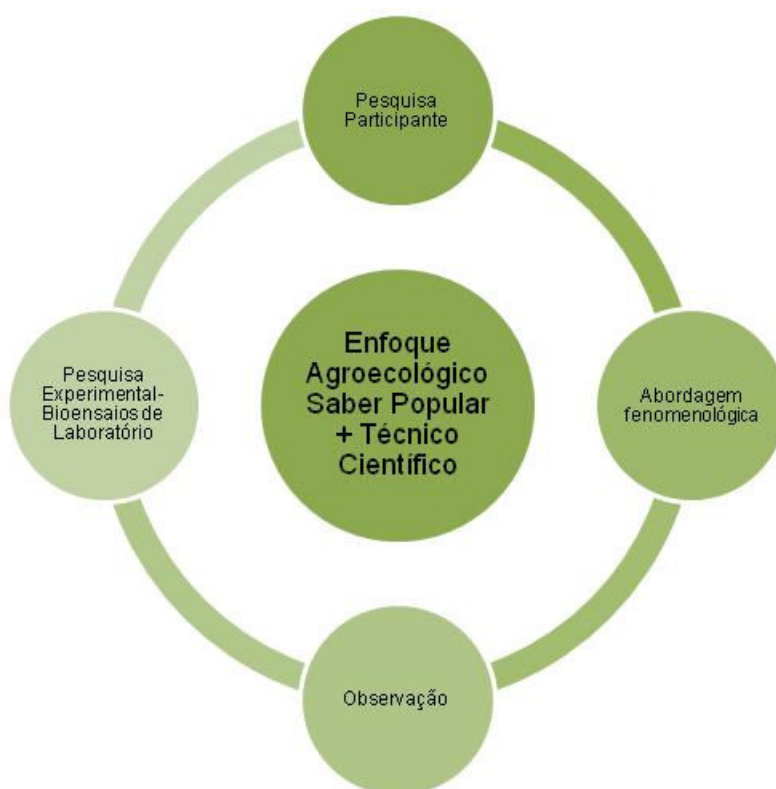 Pesquisa
Participante
Enfoque
Agroecológico
Saber Popular
+ Técnico
Científico
Pesquisa
Experimental-
Bioensaios de
Laboratório
Abordagem
fenomenológica
Observação